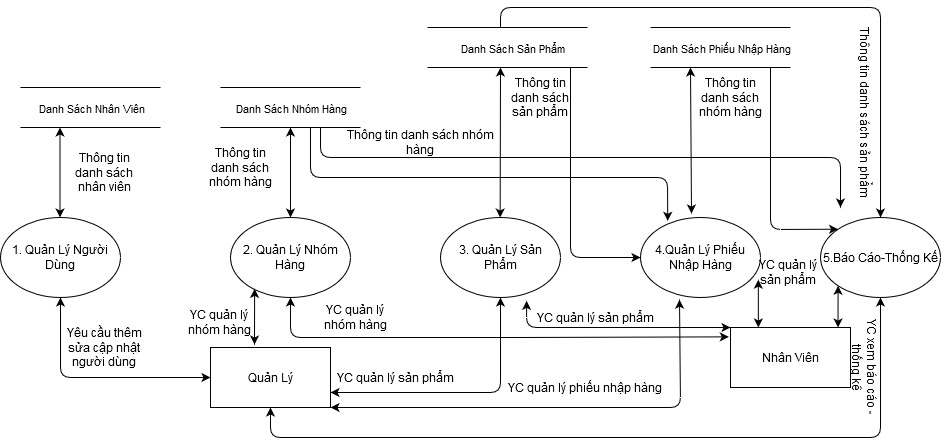 Danh Sách Sản Phẩm
Danh Sách Phiếu Nhập Hàng
Danh Sách Nhân Viên
Danh Sách Nhóm Hàng
Thông tin
danh sách
sản phẩm
Thông tin
danh sách
nhóm hàng
Thông tin danh sách sản phẩm
Thông tin danh sách nhóm
hàng
Thông tin
danh sách
nhân viên
Thông tin
danh sách
nhóm hàng
1. Quản Lý Người
Dùng
2. Quản Lý Nhóm
Hàng
3. Quản Lý Sản
Phẩm
4.Quản Lý Phiếu
Nhập Hàng
5.Báo Cáo-Thống Kế
YC quản lý
sản phẩm
Yêu cầu thêm
sửa cập nhật
người dùng
YC quản lý
nhóm hàng
YC quản lý
nhóm hàng
YC quản lý sản phẩm
Nhân Viên
YC xem báo cáo -
thống kế
Quản Lý
YC quản lý sản phẩm
YC quản lý phiếu nhập hàng